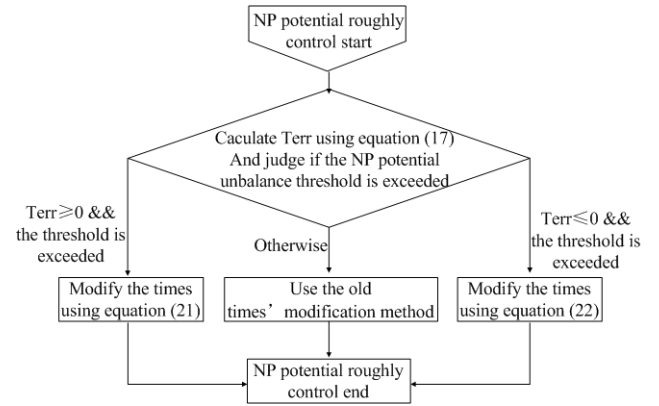 NP potential roughly
control start
Caculate Terr using equation (17)
And judge if the NP potential
unbalance threshold is exceeded
Terr≥0 &&
the threshold is
exceeded
Otherwise
Terr≤0 &&
the threshold is
exceeded
Modify the times
using equation (21)
Use the old
times’ modification method
Modify the times
using equation (22)
NP potential roughly
control end